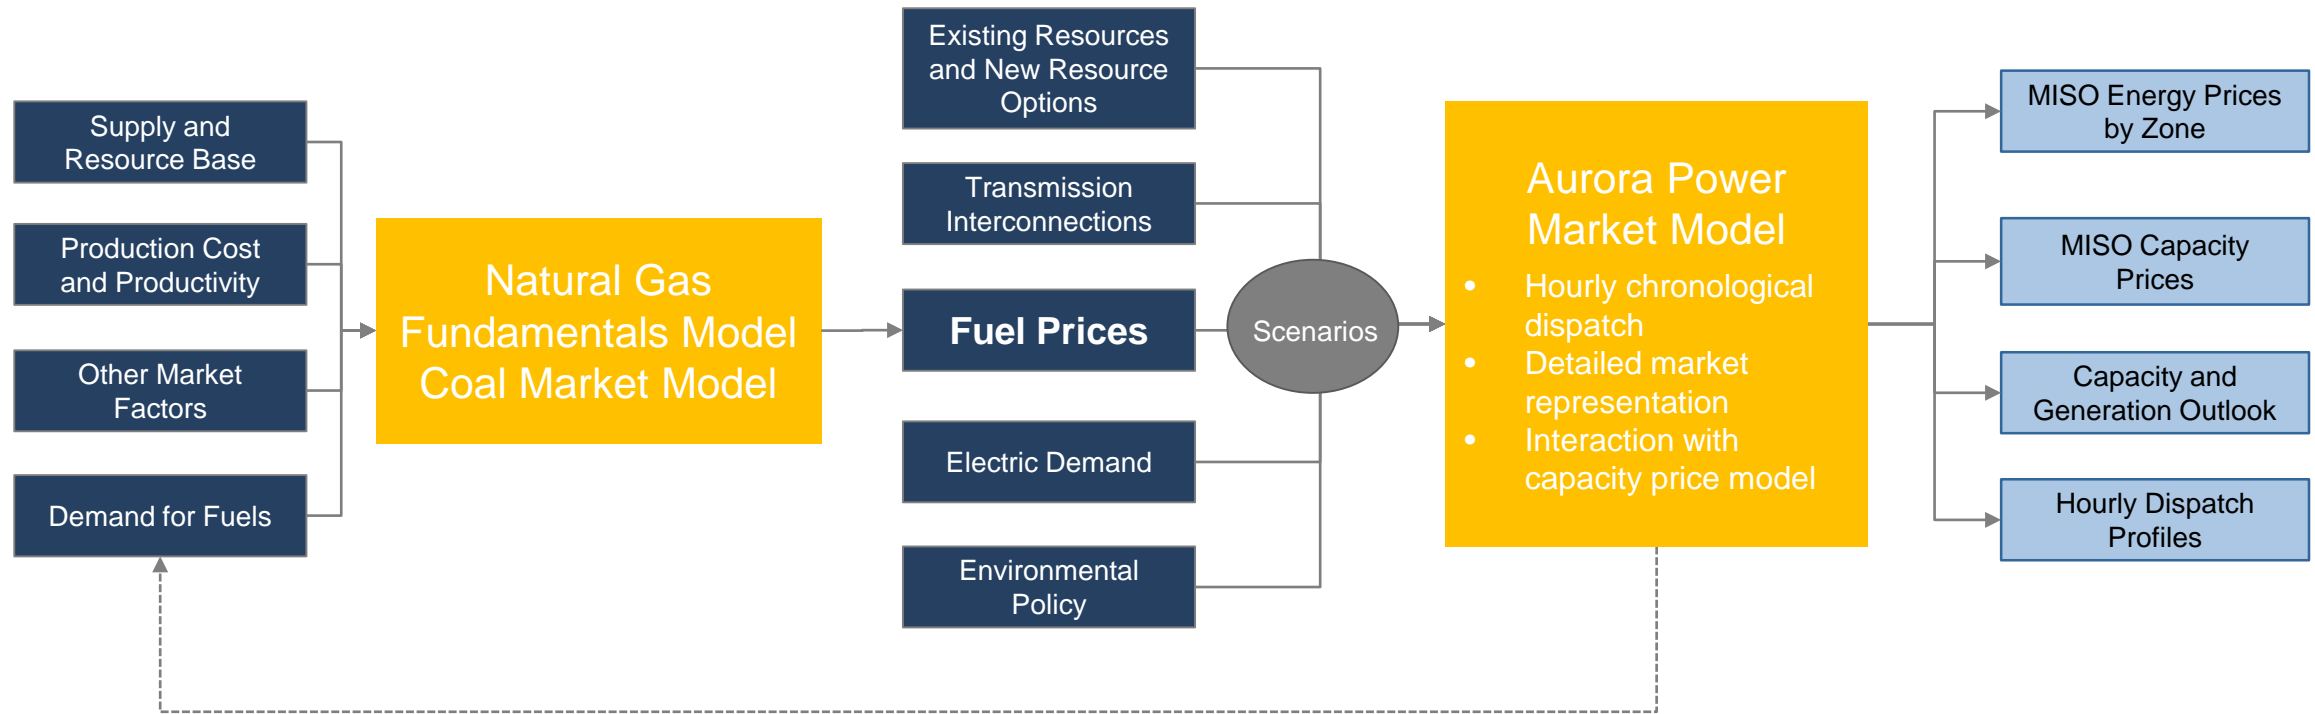 Supply and
Resource Base
Production Cost
and Productivity
Other Market
Factors
Demand for Fuels
Natural Gas
Fundamentals Model
Coal Market Model
Existing Resources
and New Resource
Options
Transmission
Interconnections
Fuel Prices
Electric Demand
Environmental
Policy
Scenarios
Aurora Power
Market Model
• Hourly chronological
dispatch
• Detailed market
representation
• Interaction with
capacity price model
MISO Energy Prices
by Zone
MISO Capacity
Prices
Capacity and
Generation Outlook
Hourly Dispatch
Profiles